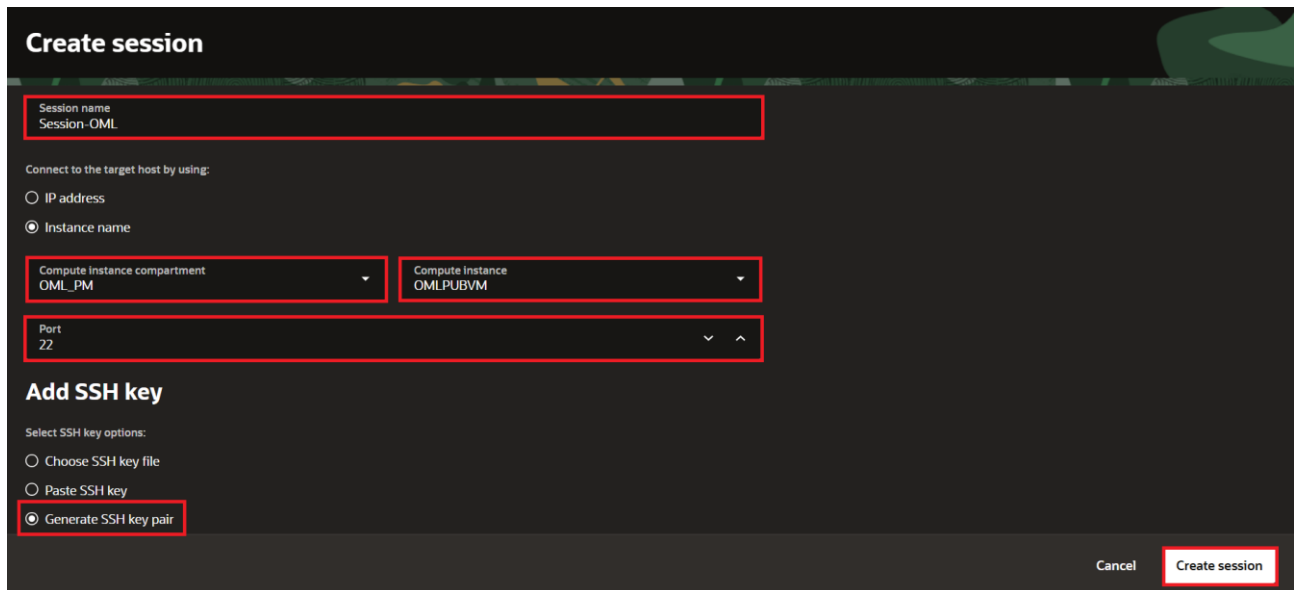 Create session
Session name
Session-OML
Connect to the target host by using:
IP address
Instance name
Compute instance compartment
OML_PM
Compute instance
OMLPUBVM
Port
22
Add SSH key
Select SSH key options:
Choose SSH key file
Paste SSH key
Generate SSH key pair
Cancel
Create session